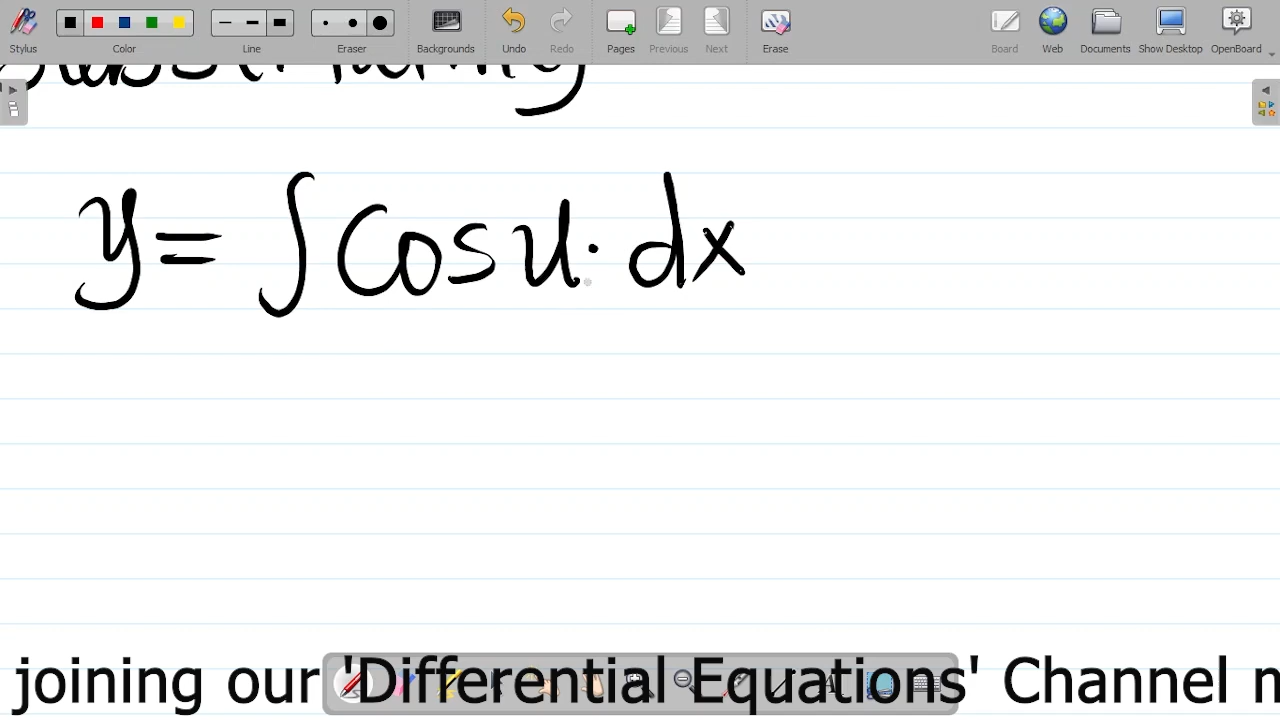 Stylus Color Line Eraser Backgrounds Undo Redo Pages Previous Next Erase Board Web Documents Show Desktop OpenBoard
y= ∫ Cos u · dx
joining our 'Differential Equations' Channel